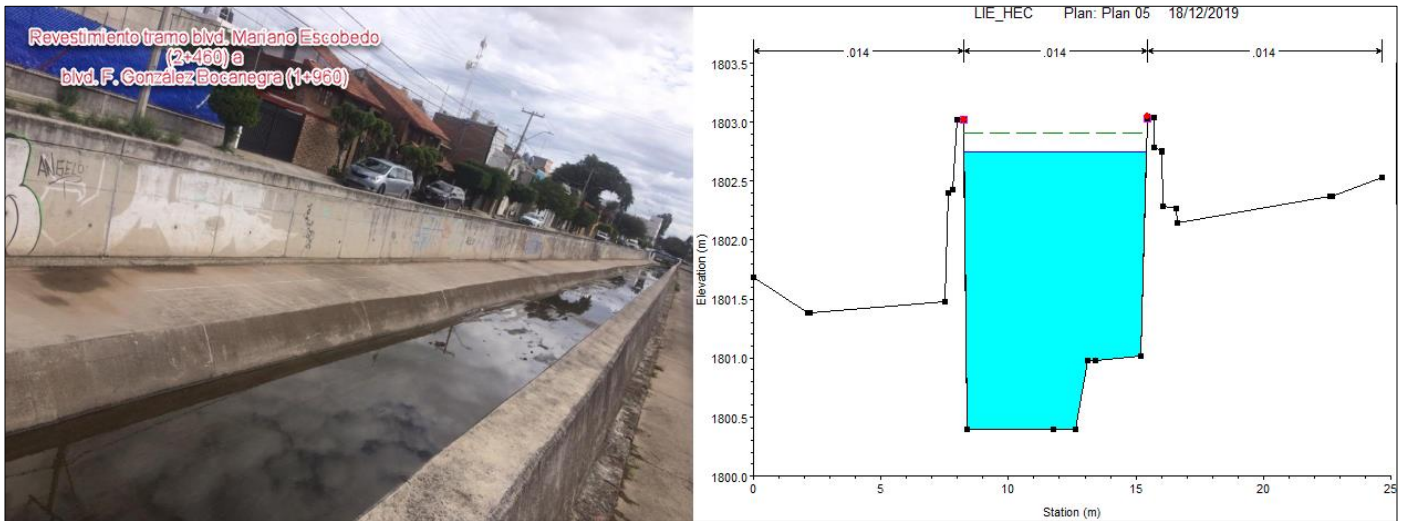 Revestimiento tramo blvd. Mariano Escobedo
(2+460) a
blvd. F. González Bocanegra (1+960)
ANGELO
LIE_HEC Plan: Plan 05 18/12/2019
.014 .014 .014
Elevation (m)
1803.5
1803.0
1802.5
1802.0
1801.5
1801.0
1800.5
1800.0
0 5 10 15 20 25
Station (m)